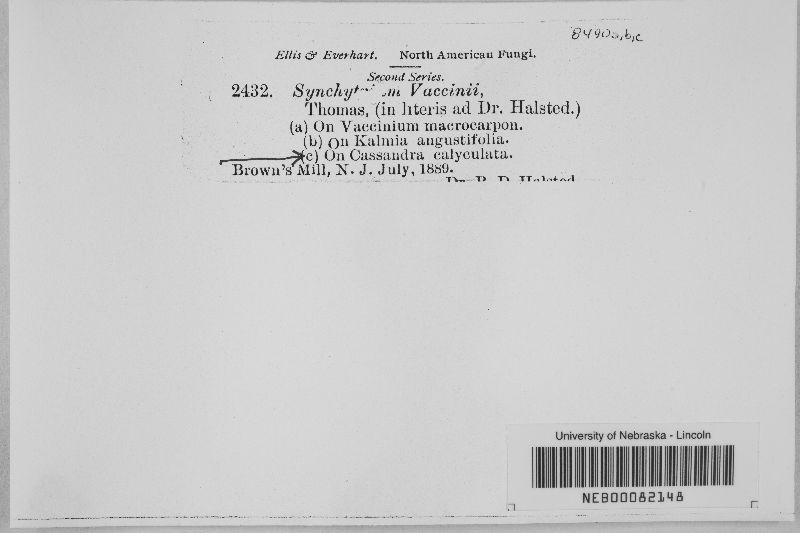 8490a,b,c
Ellis & Everhart. North American Fungi.
Second Series.
2432. Vaccinii,
Thomas, (in literis ad Dr. Halsted.)
(a) On Vaccinium macrocarpon.
(b) On Kalmia angustifolia.
(c) On Cassandra calyculata.
Brown's Mill, N. J. July, 1889.
University of Nebraska - Lincoln
NEB00082148